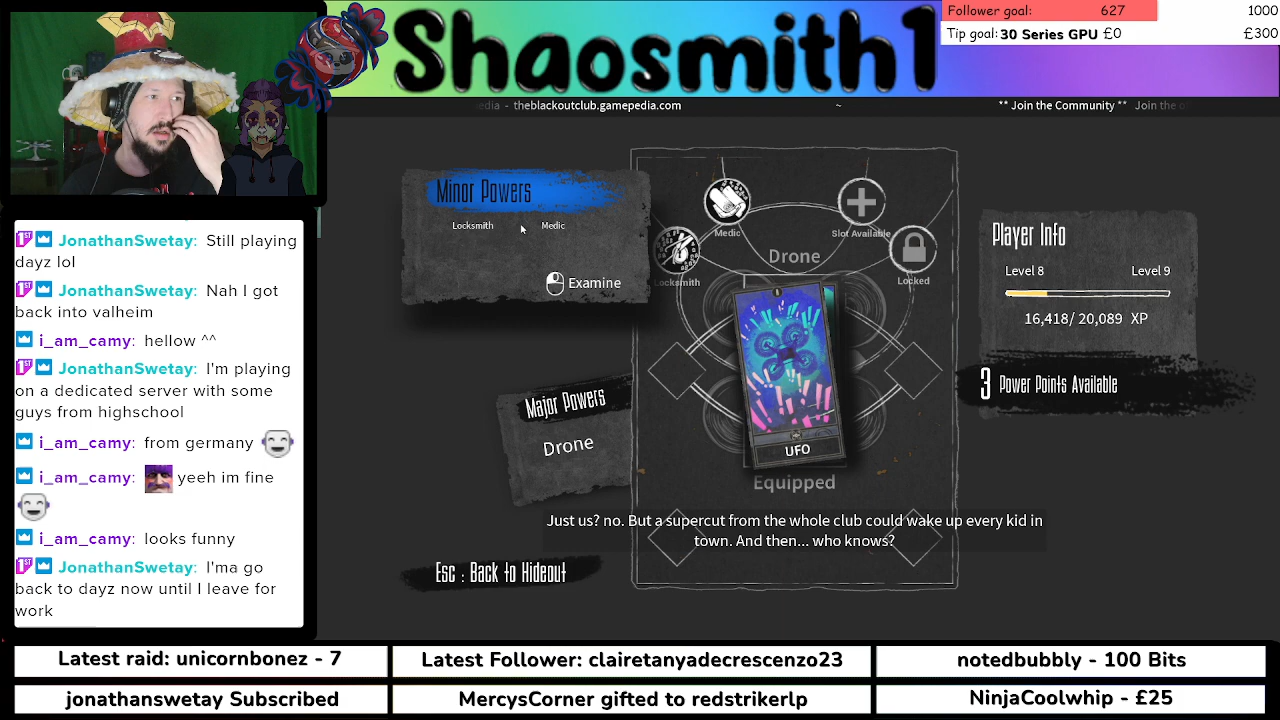 Shaosmith1
Follower goal: 627 1000
Tip goal: 30 Series GPU £0 £300
edia - theblackoutclub.gamepedia.com ~ ** Join the Community ** Join the
Minor Powers
Locksmith Medic
Examine
Medic
Slot Available
Locksmith
Locked
Drone
UFO
Equipped
Major Powers
Drone
Player Info
Level 8 Level 9
16,418/ 20,089 XP
3 Power Points Available
Just us? no. But a supercut from the whole club could wake up every kid in
town. And then... who knows?
Esc : Back to Hideout
JonathanSwetay: Still playing
dayz lol
JonathanSwetay: Nah I got
back into valheim
i_am_camy: hellow ^^
JonathanSwetay: I'm playing
on a dedicated server with some
guys from highschool
i_am_camy: from germany
i_am_camy: yeeh im fine
i_am_camy: looks funny
JonathanSwetay: I'ma go
back to dayz now until I leave for
work
Latest raid: unicornbonez - 7
Latest Follower: clairetanyadecrescenzo23
notedbubbly - 100 Bits
jonathanswetay Subscribed
MercysCorner gifted to redstrikerlp
NinjaCoolwhip - £25